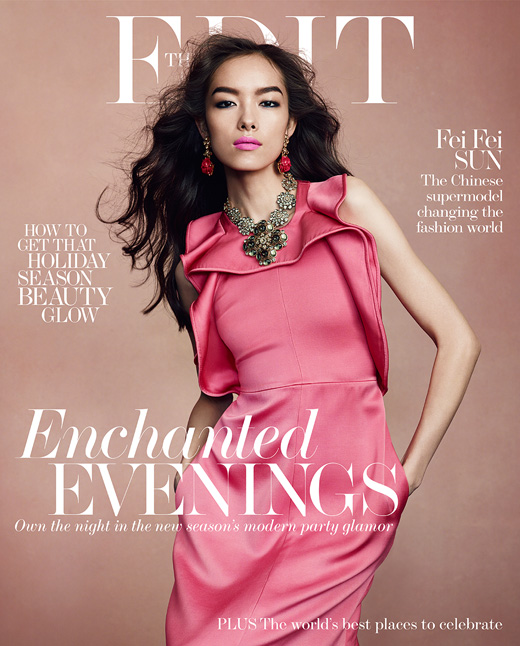 THE EDIT
Fei Fei
SUN
The Chinese
supermodel
changing the
fashion world
HOW TO
GET THAT
HOLIDAY
SEASON
BEAUTY
GLOW
Enchanted
EVENINGS
Own the night in the new season's modern party glamor
PLUS The world's best places to celebrate